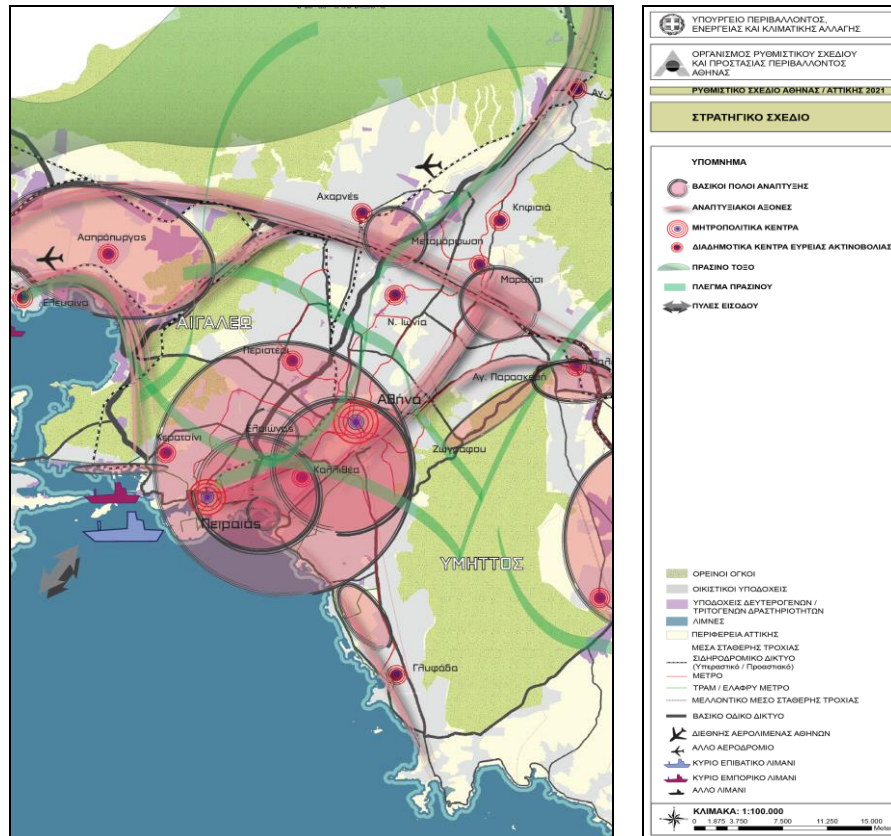 Αχαρνές
Κηφισιά
Μεταμόρφωση
Ασπρόπυργος
Μαρούσι
Ελευσίνα
Ν. Ιωνία
ΑΙΓΑΛΕΩ
Περιστέρι
Αγ. Παρασκευή
Αθήνα
Κερατσίνι
Ελαιώνας
Ζωγράφου
Καλλιθέα
Πειραιάς
ΥΜΗΤΤΟΣ
Γλυφάδα
ΥΠΟΥΡΓΕΙΟ ΠΕΡΙΒΑΛΛΟΝΤΟΣ,
ΕΝΕΡΓΕΙΑΣ ΚΑΙ ΚΛΙΜΑΤΙΚΗΣ ΑΛΛΑΓΗΣ
ΟΡΓΑΝΙΣΜΟΣ ΡΥΘΜΙΣΤΙΚΟΥ ΣΧΕΔΙΟΥ
ΚΑΙ ΠΡΟΣΤΑΣΙΑΣ ΠΕΡΙΒΑΛΛΟΝΤΟΣ
ΑΘΗΝΑΣ
ΡΥΘΜΙΣΤΙΚΟ ΣΧΕΔΙΟ ΑΘΗΝΑΣ / ΑΤΤΙΚΗΣ 2021
ΣΤΡΑΤΗΓΙΚΟ ΣΧΕΔΙΟ
ΥΠΟΜΝΗΜΑ
ΒΑΣΙΚΟΙ ΠΟΛΟΙ ΑΝΑΠΤΥΞΗΣ
ΑΝΑΠΤΥΞΙΑΚΟΙ ΑΞΟΝΕΣ
ΜΗΤΡΟΠΟΛΙΤΙΚΑ ΚΕΝΤΡΑ
ΔΙΑΔΗΜΟΤΙΚΑ ΚΕΝΤΡΑ ΕΥΡΕΙΑΣ ΑΚΤΙΝΟΒΟΛΙΑΣ
ΠΡΑΣΙΝΟ ΤΟΞΟ
ΠΛΕΓΜΑ ΠΡΑΣΙΝΟΥ
ΠΥΛΕΣ ΕΙΣΟΔΟΥ
ΟΡΕΙΝΟΙ ΟΓΚΟΙ
ΟΙΚΙΣΤΙΚΟΙ ΥΠΟΔΟΧΕΙΣ
ΥΠΟΔΟΧΕΙΣ ΔΕΥΤΕΡΟΓΕΝΩΝ /
ΤΡΙΤΟΓΕΝΩΝ ΔΡΑΣΤΗΡΙΟΤΗΤΩΝ
ΛΙΜΝΕΣ
ΠΕΡΙΦΕΡΕΙΑ ΑΤΤΙΚΗΣ
ΜΕΣΑ ΣΤΑΘΕΡΗΣ ΤΡΟΧΙΑΣ
ΣΙΔΗΡΟΔΡΟΜΙΚΟ ΔΙΚΤΥΟ
(Υπεραστικό / Προαστιακό)
ΜΕΤΡΟ
ΤΡΑΜ / ΕΛΑΦΡΥ ΜΕΤΡΟ
ΜΕΛΛΟΝΤΙΚΟ ΜΕΣΟ ΣΤΑΘΕΡΗΣ ΤΡΟΧΙΑΣ
ΒΑΣΙΚΟ ΟΔΙΚΟ ΔΙΚΤΥΟ
ΔΙΕΘΝΗΣ ΑΕΡΟΛΙΜΕΝΑΣ ΑΘΗΝΩΝ
ΑΛΛΟ ΑΕΡΟΔΡΟΜΙΟ
ΚΥΡΙΟ ΕΠΙΒΑΤΙΚΟ ΛΙΜΑΝΙ
ΚΥΡΙΟ ΕΜΠΟΡΙΚΟ ΛΙΜΑΝΙ
ΑΛΛΟ ΛΙΜΑΝΙ
ΚΛΙΜΑΚΑ: 1:100.000
0 1.875 3.750 7.500 11.250 15.000
Meters